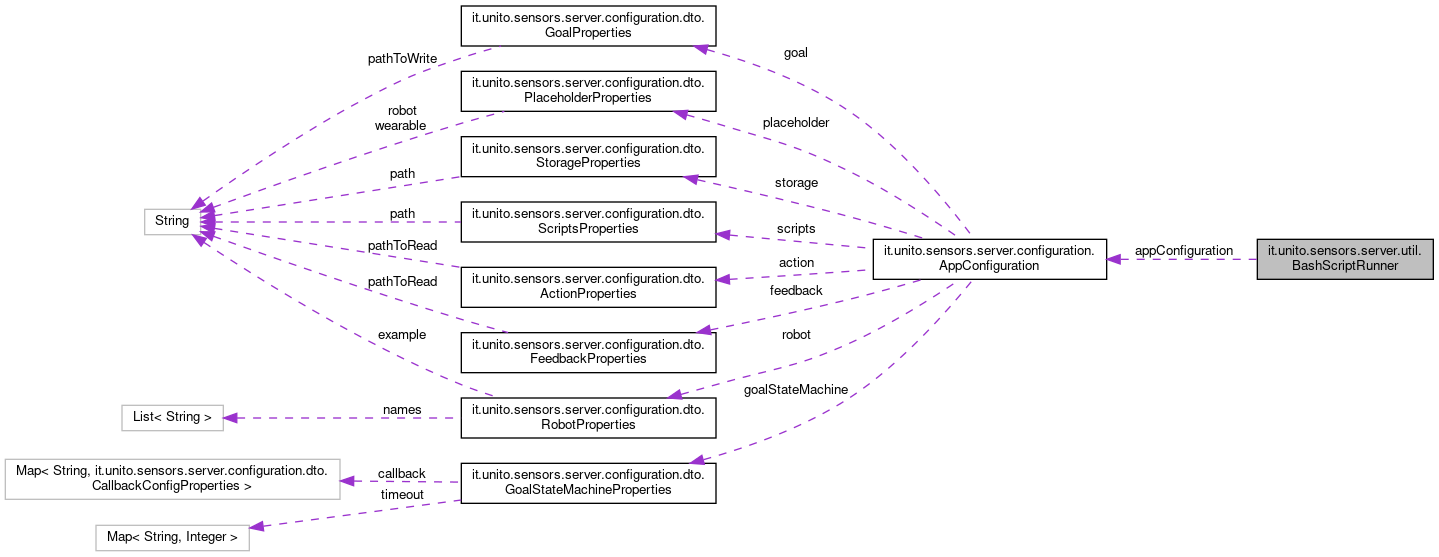 it.unito.sensors.server.configuration.dto.
GoalProperties
pathToWrite
goal
it.unito.sensors.server.configuration.dto.
PlaceholderProperties
robot
wearable
placeholder
it.unito.sensors.server.configuration.dto.
StorageProperties
path
storage
String
it.unito.sensors.server.configuration.dto.
ScriptsProperties
path
scripts
it.unito.sensors.server.configuration.
AppConfiguration
appConfiguration
it.unito.sensors.server.util.
BashScriptRunner
pathToRead
action
it.unito.sensors.server.configuration.dto.
ActionProperties
pathToRead
feedback
it.unito.sensors.server.configuration.dto.
FeedbackProperties
example
robot
it.unito.sensors.server.configuration.dto.
RobotProperties
List< String >
names
goalStateMachine
Map< String, it.unito.sensors.server.configuration.dto.
CallbackConfigProperties >
callback
it.unito.sensors.server.configuration.dto.
GoalStateMachineProperties
timeout
Map< String, Integer >